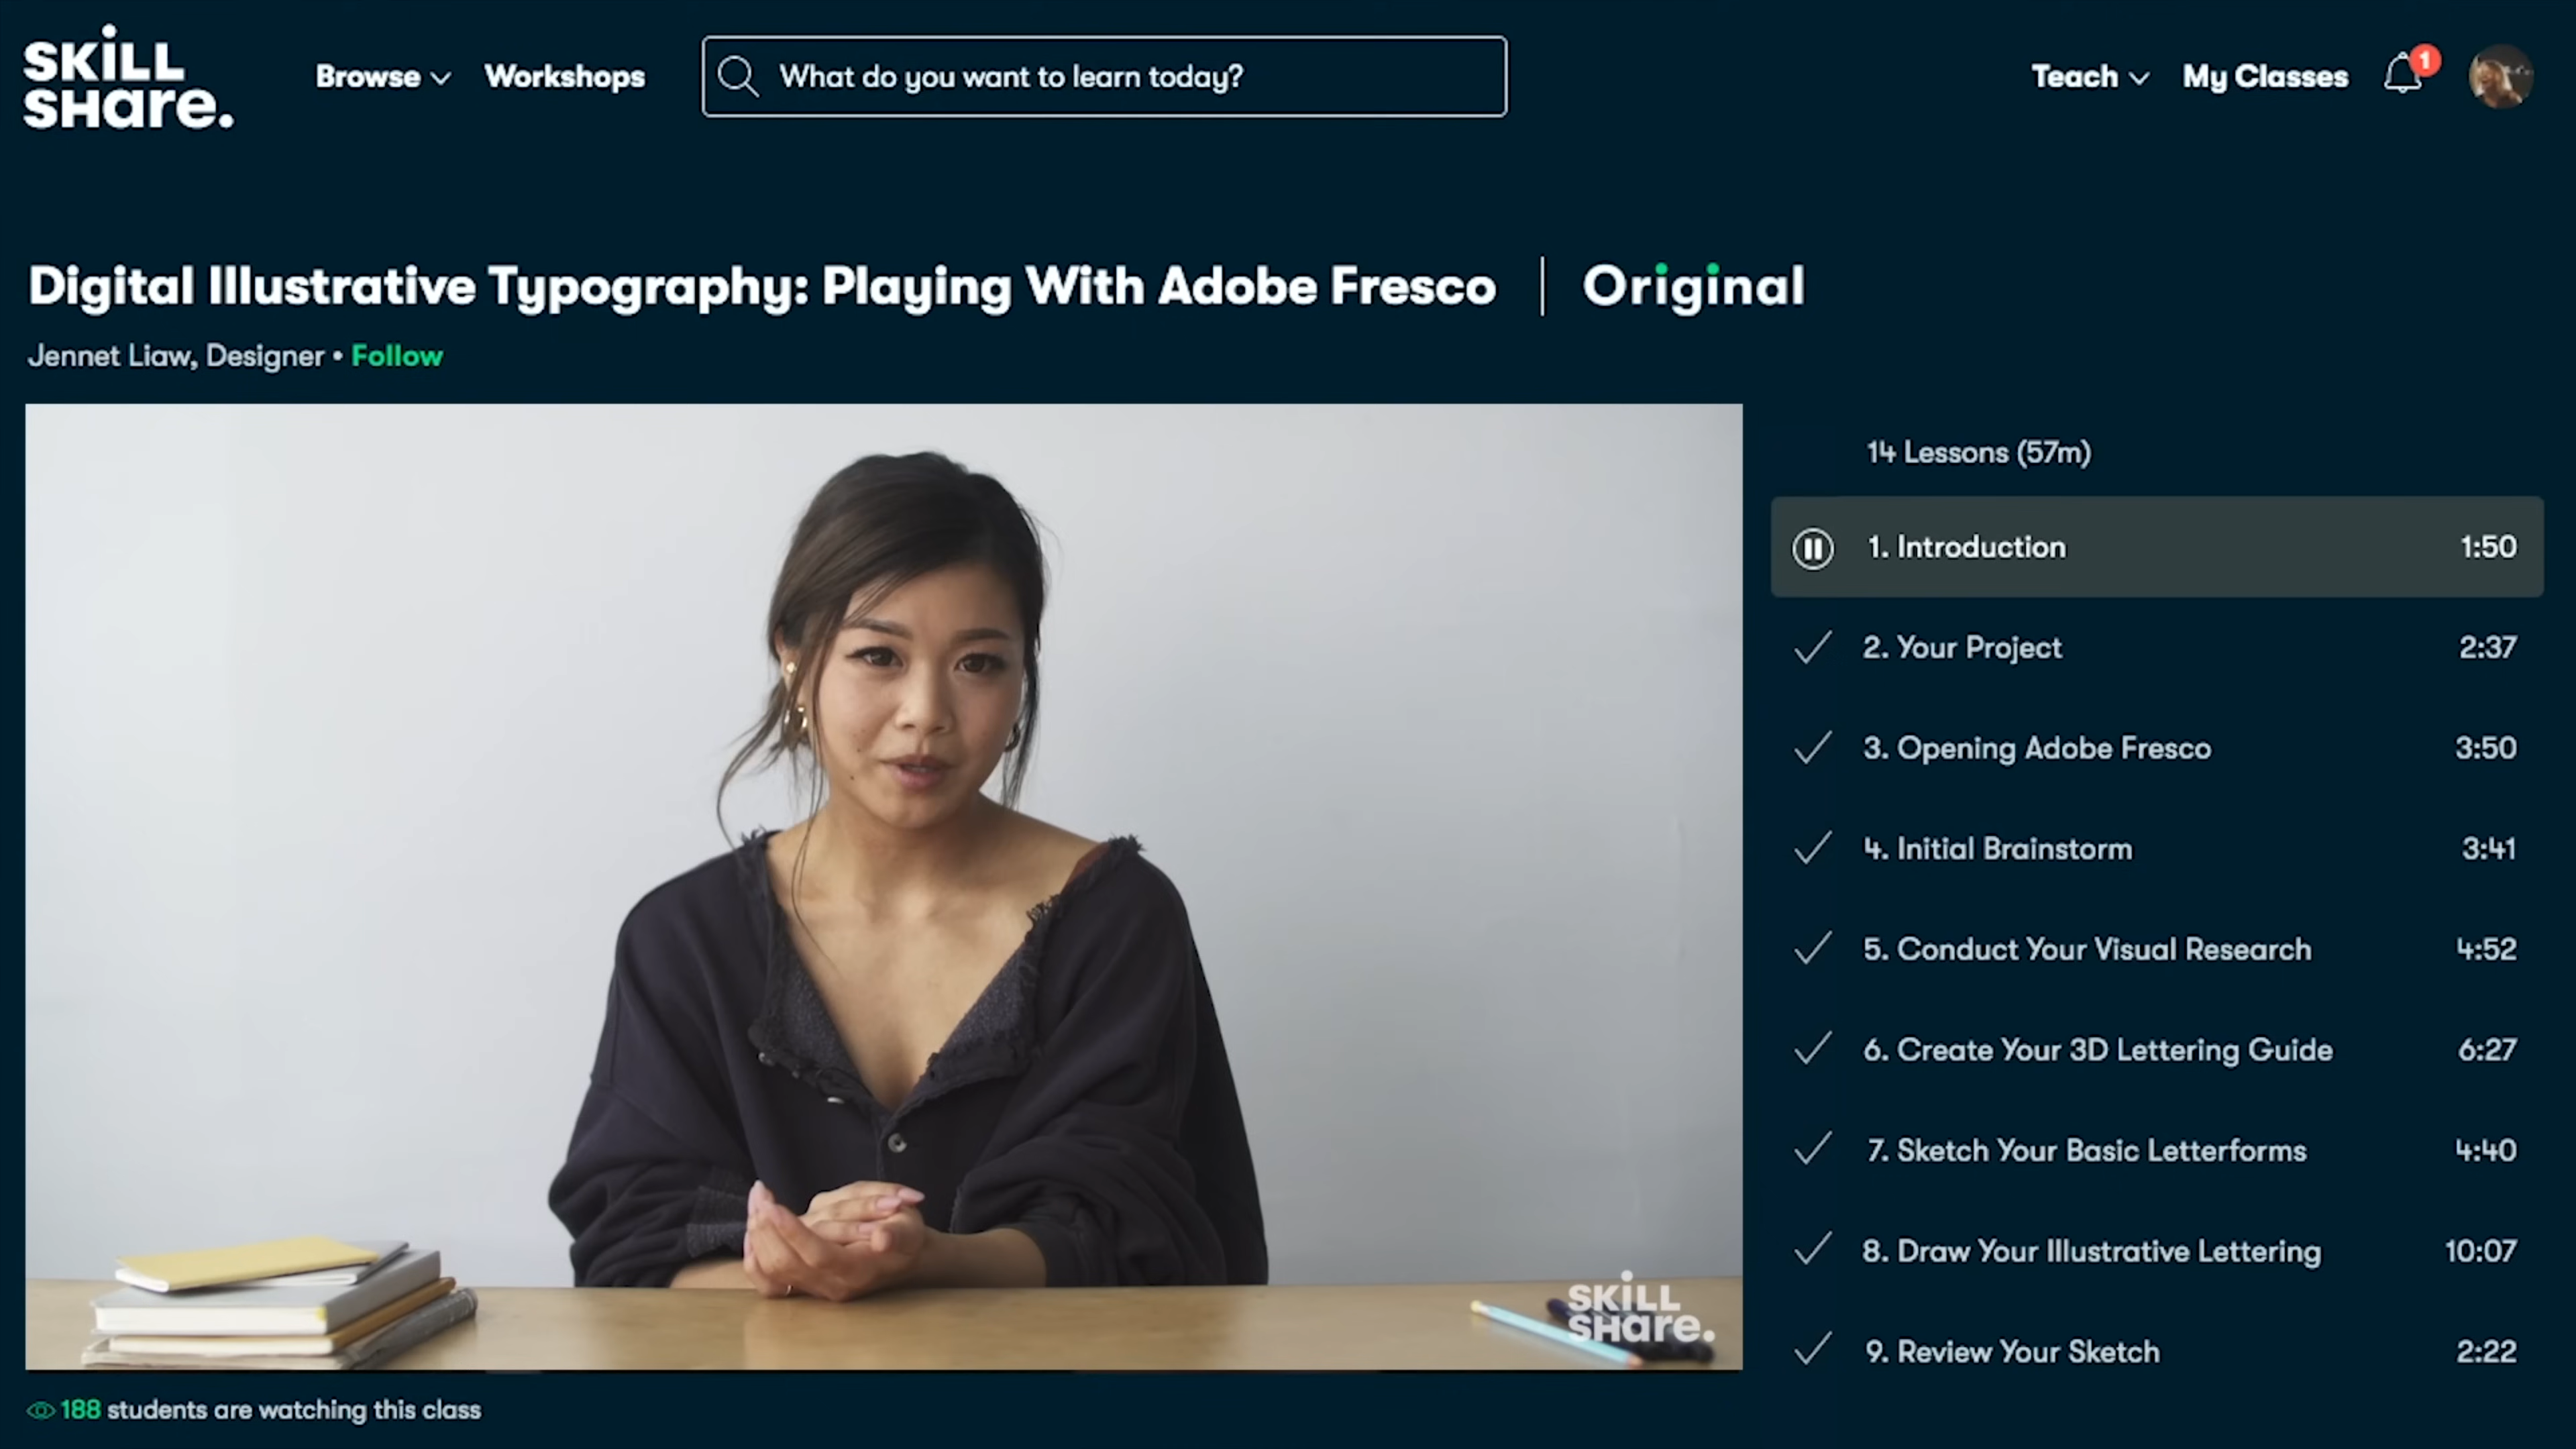 SKiLL
SHare.
Browse
Workshops
What do you want to learn today?
Teach
My Classes
1
Digital Illustrative Typography: Playing With Adobe Fresco | Original
Jennet Liaw, Designer • Follow
14 Lessons (57m)
1. Introduction 1:50
2. Your Project 2:37
3. Opening Adobe Fresco 3:50
4. Initial Brainstorm 3:41
5. Conduct Your Visual Research 4:52
6. Create Your 3D Lettering Guide 6:27
7. Sketch Your Basic Letterforms 4:40
8. Draw Your Illustrative Lettering 10:07
9. Review Your Sketch 2:22
SKiLL
SHare.
188 students are watching this class